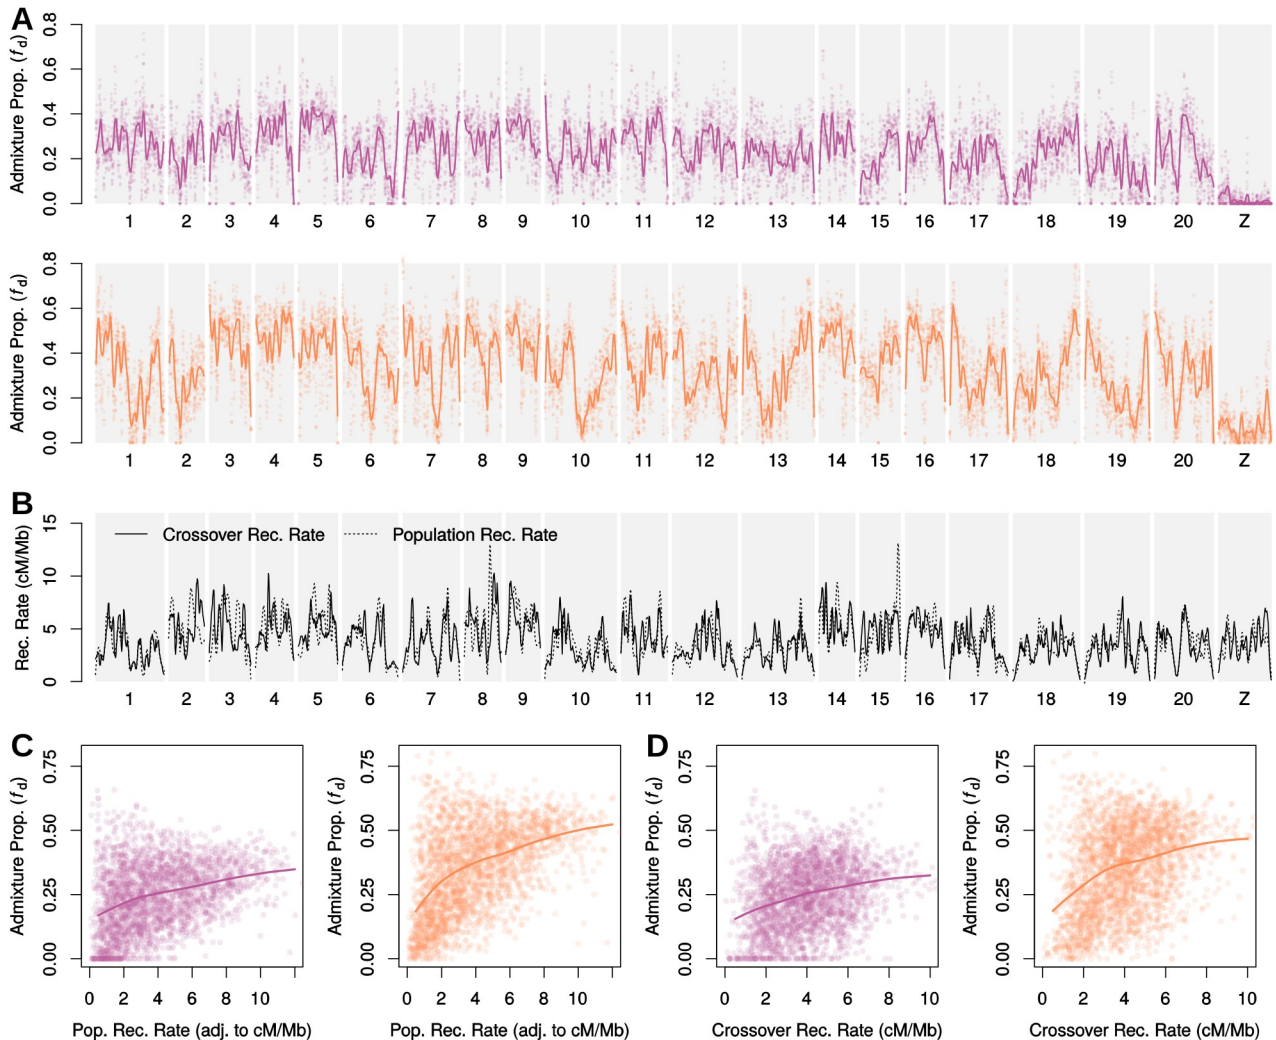 A
Admixture Prop. (fd)
0.0 0.2 0.4 0.6 0.8
1 2 3 4 5 6 7 8 9 10 11 12 13 14 15 16 17 18 19 20 Z
Admixture Prop. (fd)
0.0 0.2 0.4 0.6 0.8
1 2 3 4 5 6 7 8 9 10 11 12 13 14 15 16 17 18 19 20 Z
B
Rec. Rate (cM/Mb)
0 5 10 15
Crossover Rec. Rate Population Rec. Rate
1 2 3 4 5 6 7 8 9 10 11 12 13 14 15 16 17 18 19 20 Z
C
Admixture Prop. (fd)
0.00 0.25 0.50 0.75
0 2 4 6 8 10
Pop. Rec. Rate (adj. to cM/Mb)
Admixture Prop. (fd)
0.00 0.25 0.50 0.75
0 2 4 6 8 10
Pop. Rec. Rate (adj. to cM/Mb)
D
Admixture Prop. (fd)
0.00 0.25 0.50 0.75
0 2 4 6 8 10
Crossover Rec. Rate (cM/Mb)
Admixture Prop. (fd)
0.00 0.25 0.50 0.75
0 2 4 6 8 10
Crossover Rec. Rate (cM/Mb)